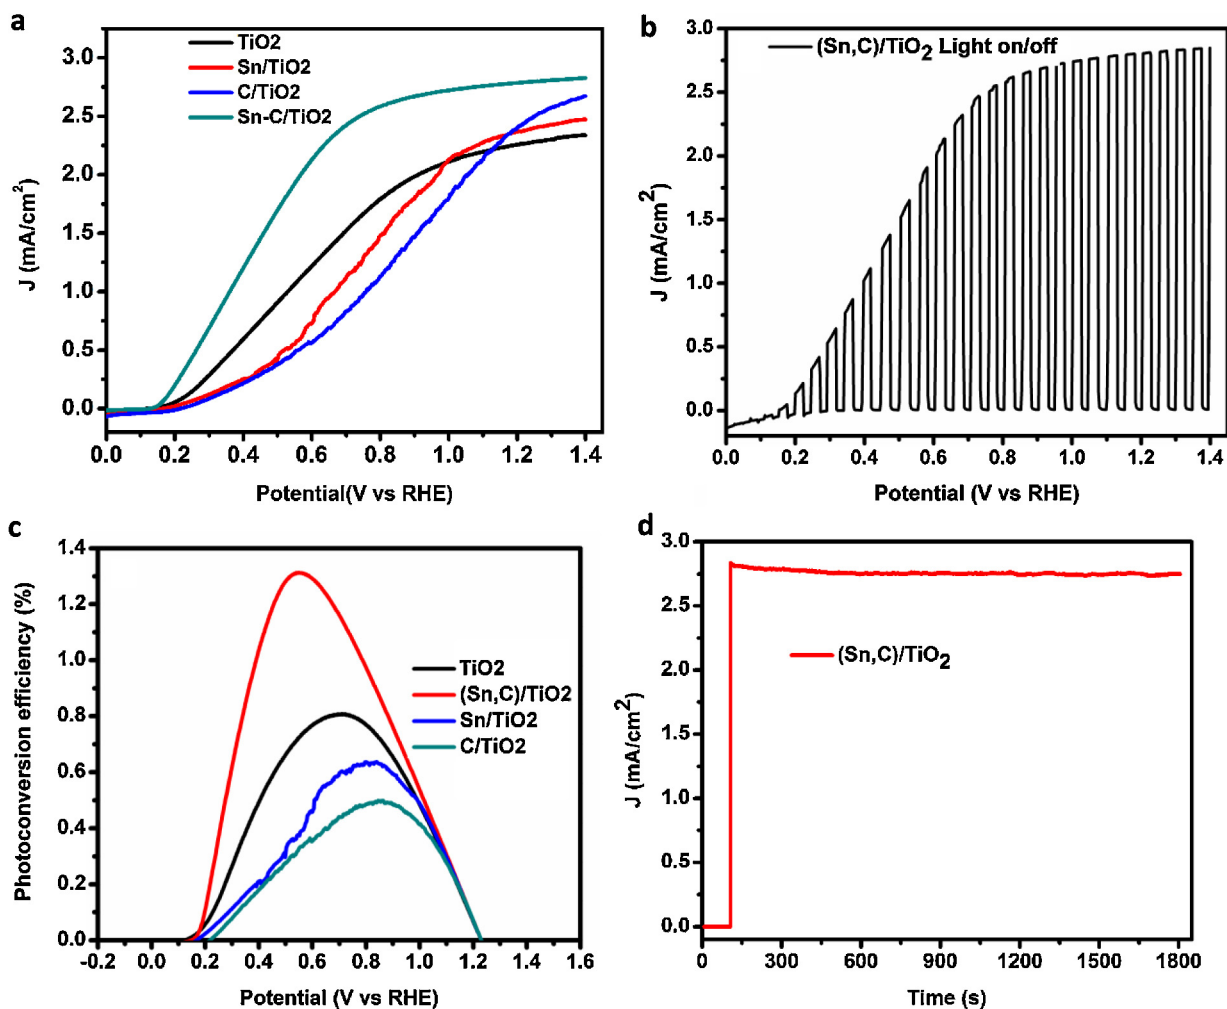 a
TiO2
Sn/TiO2
C/TiO2
Sn-C/TiO2
3.0
2.5
2.0
1.5
1.0
0.5
0.0
J (mA/cm²)
0.0 0.2 0.4 0.6 0.8 1.0 1.2 1.4
Potential(V vs RHE)
b
(Sn,C)/TiO₂ Light on/off
3.0
2.5
2.0
1.5
1.0
0.5
0.0
J (mA/cm²)
0.0 0.2 0.4 0.6 0.8 1.0 1.2 1.4
Potential (V vs RHE)
c
1.4
1.2
1.0
0.8
0.6
0.4
0.2
0.0
Photoconversion efficiency (%)
TiO2
(Sn,C)/TiO2
Sn/TiO2
C/TiO2
-0.2 0.0 0.2 0.4 0.6 0.8 1.0 1.2 1.4 1.6
Potential (V vs RHE)
d
3.0
2.5
2.0
1.5
1.0
0.5
0.0
J (mA/cm²)
(Sn,C)/TiO₂
0 300 600 900 1200 1500 1800
Time (s)